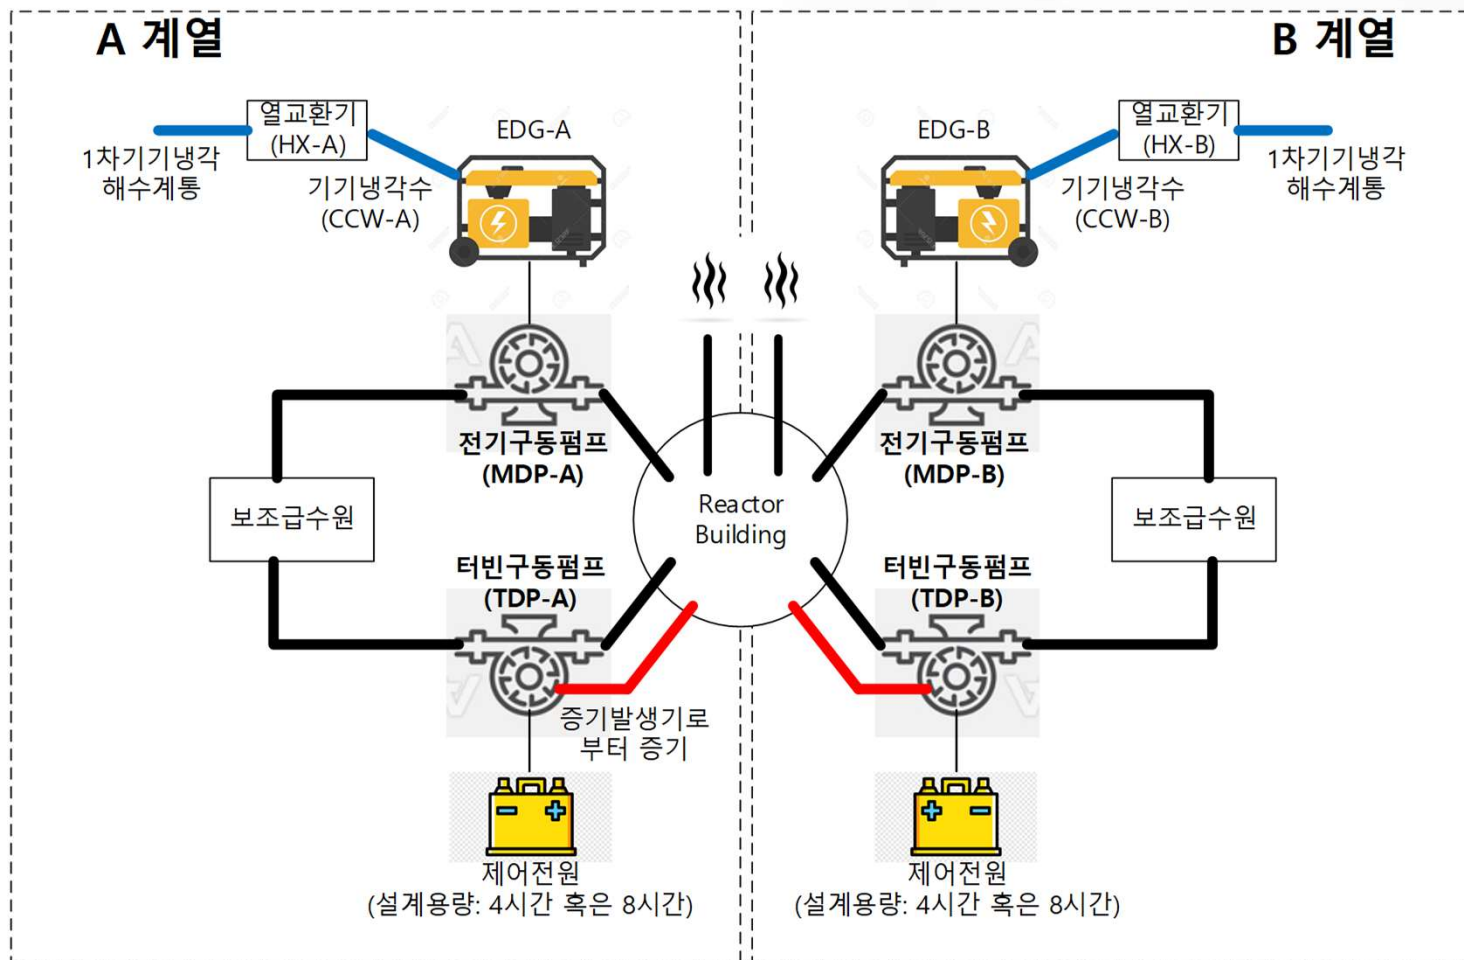 A 계열
B 계열
열교환기
(HX-A)
EDG-A
1차기기냉각
해수계통
기기냉각수
(CCW-A)
EDG-B
열교환기
(HX-B)
기기냉각수
(CCW-B)
1차기기냉각
해수계통
전기구동펌프
(MDP-A)
전기구동펌프
(MDP-B)
보조급수원
Reactor
Building
보조급수원
터빈구동펌프
(TDP-A)
터빈구동펌프
(TDP-B)
증기발생기로
부터 증기
제어전원
(설계용량: 4시간 혹은 8시간)
제어전원
(설계용량: 4시간 혹은 8시간)